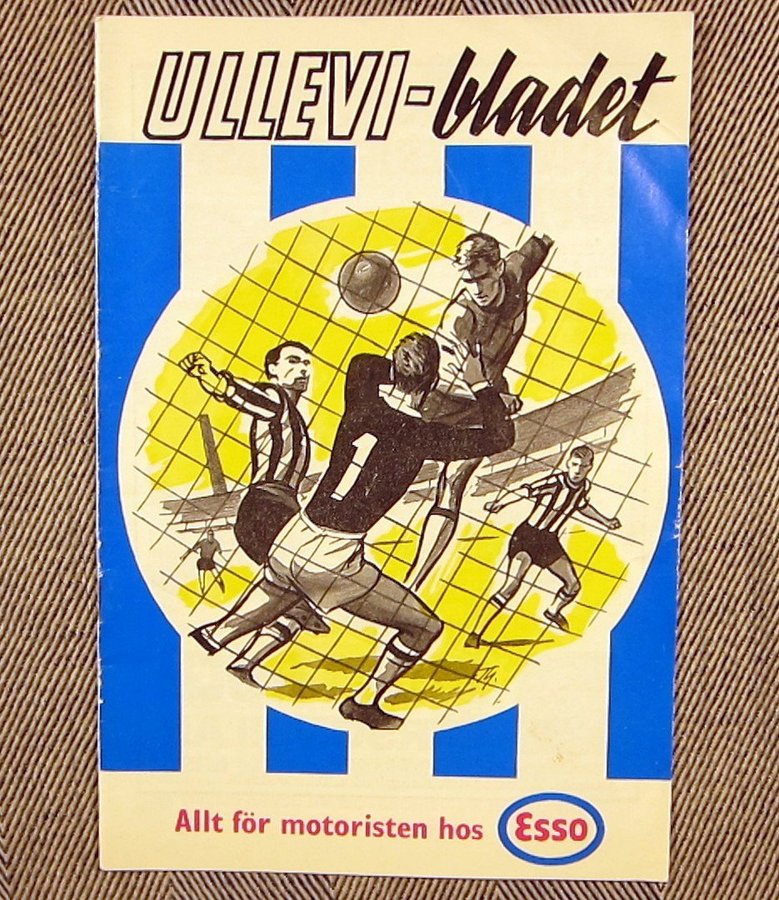 ULLEVI-bladet
1
Allt för motoristen hos Esso